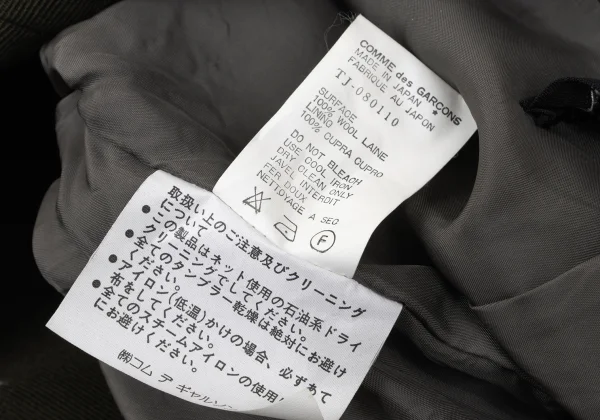 COMME des GARCONS
MADE IN JAPAN *
FABRIQUE AU JAPON
TJ-080110
SURFACE
100% WOOL LAINE
LINING
100% CUPRA CUPRO
DO NOT BLEACH
USE COOL IRON
DRY CLEAN ONLY
JAVEL INTERDIT
FER DOUX
NETTOYAGE A SEC
F
取扱い上のご注意及びクリーニング
について
●この製品はネット使用の石油系ドライ
クリーニングでしてください。
●全てのタンブラー乾燥は絶対にお避け
ください。
●アイロン(低温)かけの場合、必ずあて
布をしてください。
●全てのスチームアイロンの使用
にお避けください。
㈱コム デ ギャルソン